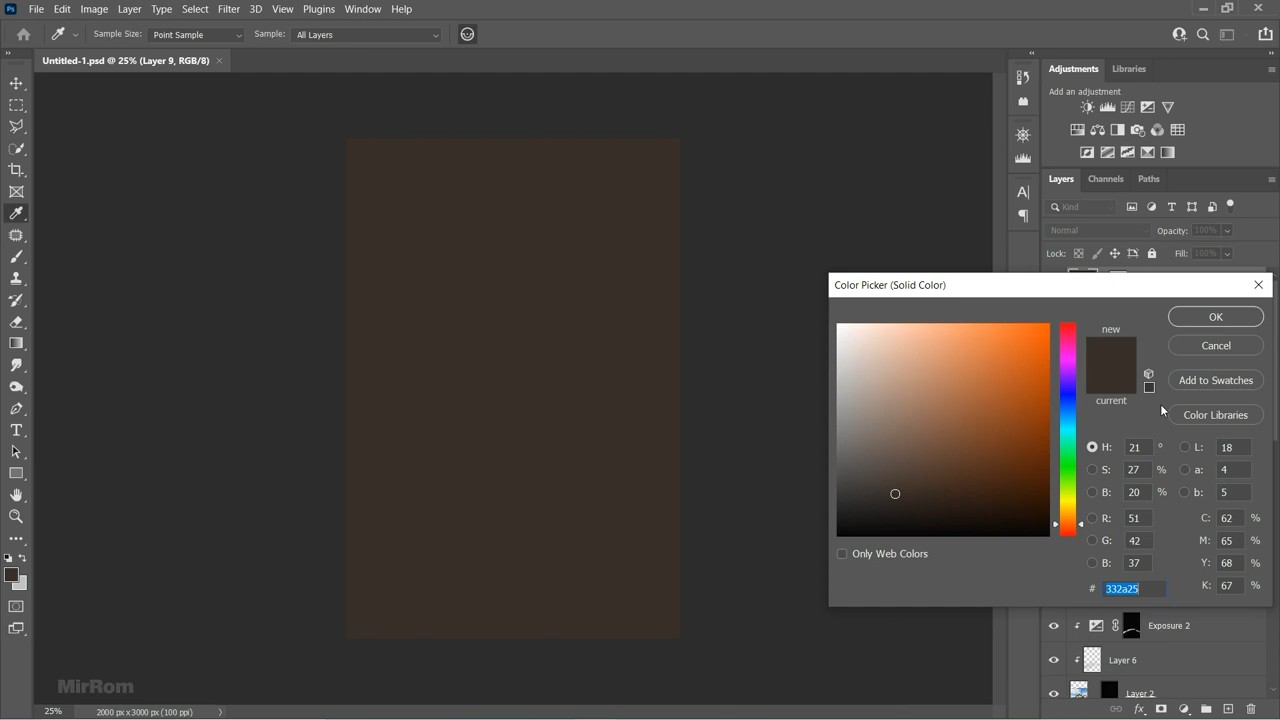 Ps File Edit Image Layer Type Select Filter 3D View Plugins Window Help
Sample Size: Point Sample Sample: All Layers
Untitled-1.psd @ 25% (Layer 9, RGB/8) ×
Adjustments Libraries
Add an adjustment
Layers Channels Paths
Kind
Normal Opacity: 100%
Lock: Fill: 100%
Color Picker (Solid Color)
new
OK
Cancel
Add to Swatches
current
Color Libraries
H: 21 ° L: 18
S: 27 % a: 4
B: 20 % b: 5
R: 51 C: 62 %
G: 42 M: 65 %
B: 37 Y: 68 %
# 332a25 K: 67 %
Only Web Colors
Exposure 2
Layer 6
Layer 2
MirRom
25% 2000 px x 3000 px (100 ppi)